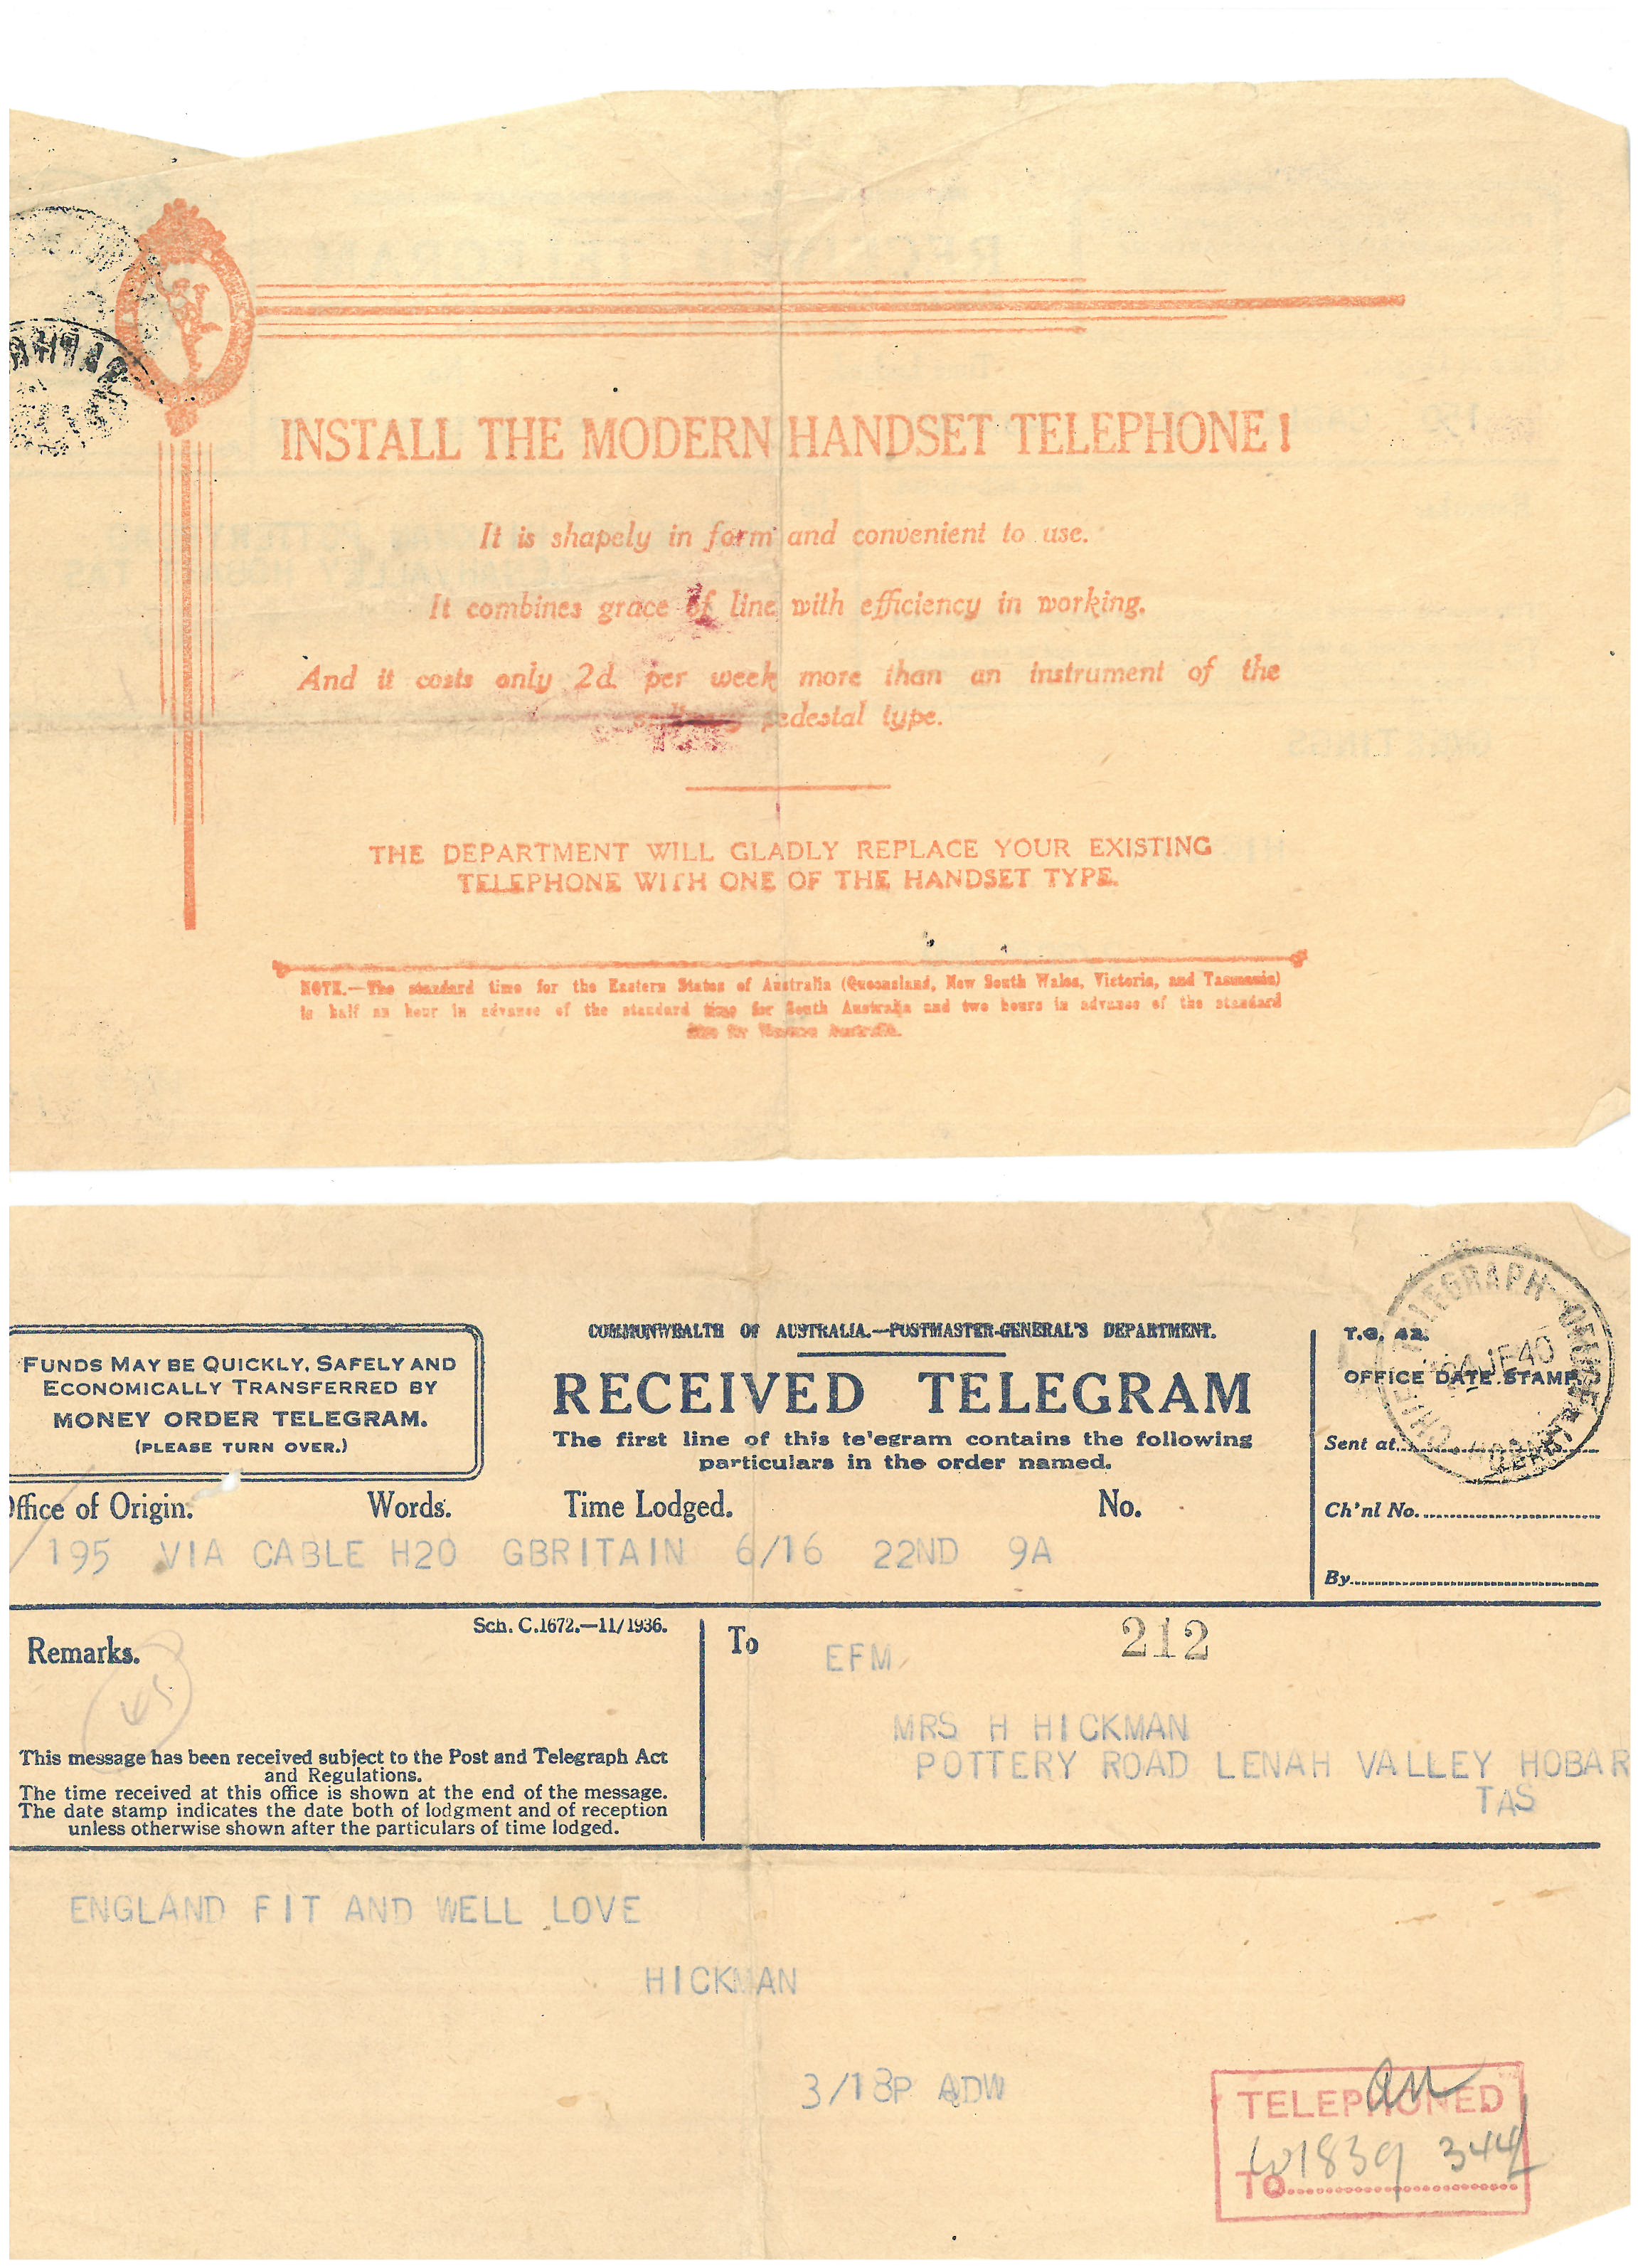 INSTALL THE MODERN HANDSET TELEPHONE!
It is shapely in form and convenient to use.
It combines grace of line with efficiency in working.
And it costs only 2d. per week more than an instrument of the
pedestal type.
THE DEPARTMENT WILL GLADLY REPLACE YOUR EXISTING
TELEPHONE WITH ONE OF THE HANDSET TYPE.
NOTE.—The standard time for the Eastern States of Australia (Queensland, New South Wales, Victoria, and Tasmania)
is half an hour in advance of the standard time for South Australia and two hours in advance of the standard
time for Western Australia.
FUNDS MAY BE QUICKLY, SAFELY AND
ECONOMICALLY TRANSFERRED BY
MONEY ORDER TELEGRAM.
(PLEASE TURN OVER.)
COMMONWEALTH OF AUSTRALIA.—POSTMASTER-GENERAL'S DEPARTMENT.
RECEIVED TELEGRAM
The first line of this te'egram contains the following
particulars in the order named.
T.G. 42.
OFFICE DATE STAMP
TELEGRAPH OFFICE
CHIEF
HOBART
24JE40
Sent at
Ch'nl No.
By
Office of Origin. Words. Time Lodged. No.
/195 VIA CABLE H20 GBRITAIN 6/16 22ND 9A
Sch. C.1672.—11/1936.
Remarks.
45
This message has been received subject to the Post and Telegraph Act
and Regulations.
The time received at this office is shown at the end of the message.
The date stamp indicates the date both of lodgment and of reception
unless otherwise shown after the particulars of time lodged.
To
212
EFM
MRS H HICKMAN
POTTERY ROAD LENAH VALLEY HOBAR
TAS
ENGLAND FIT AND WELL LOVE
HICKMAN
3/18P ADW
TELEPHONED
W1839 344
TO